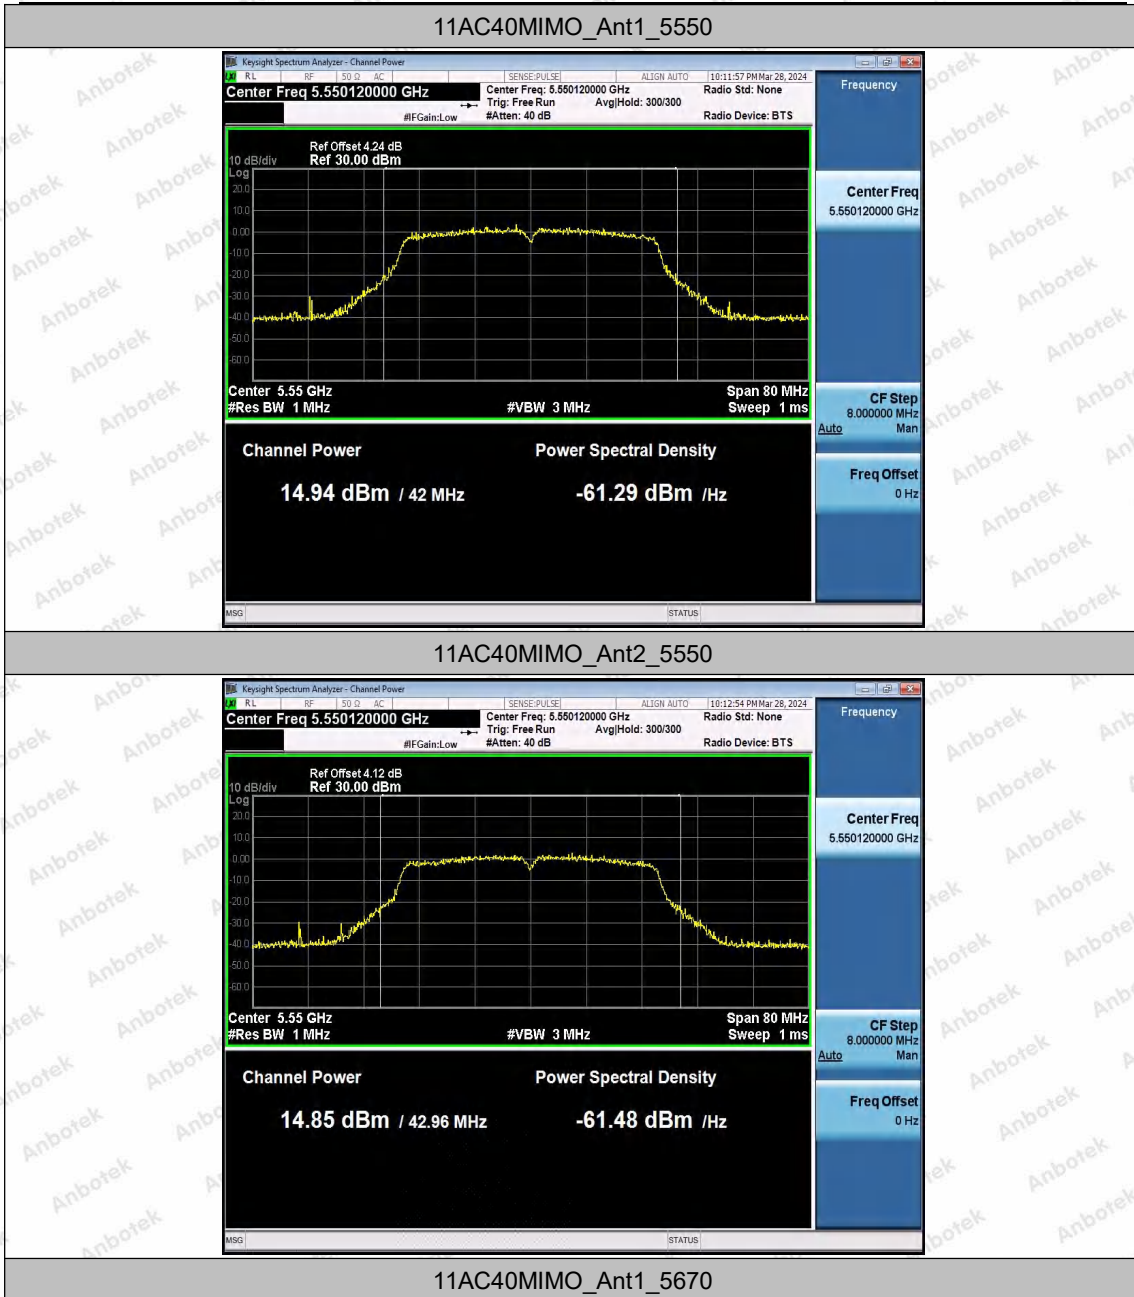 11AC40MIMO_Ant1_5550
Keysight Spectrum Analyzer - Channel Power
LXI RL RF 50 Ω AC SENSE:PULSE ALIGN AUTO 10:11:57 PM Mar 28, 2024
Center Freq 5.550120000 GHz
Center Freq: 5.550120000 GHz Radio Std: None
Trig: Free Run Avg|Hold: 300/300
#IFGain:Low #Atten: 40 dB Radio Device: BTS
Frequency
Ref Offset 4.24 dB
10 dB/div Ref 30.00 dBm
Log
20.0
10.0
0.00
-10.0
-20.0
-30.0
-40.0
-50.0
-60.0
Center Freq
5.550120000 GHz
Center 5.55 GHz Span 80 MHz
#Res BW 1 MHz #VBW 3 MHz Sweep 1 ms
CF Step
8.000000 MHz
Auto Man
Freq Offset
0 Hz
Channel Power Power Spectral Density
14.94 dBm / 42 MHz -61.29 dBm /Hz
MSG STATUS
11AC40MIMO_Ant2_5550
Keysight Spectrum Analyzer - Channel Power
LXI RL RF 50 Ω AC SENSE:PULSE ALIGN AUTO 10:12:54 PM Mar 28, 2024
Center Freq 5.550120000 GHz
Center Freq: 5.550120000 GHz Radio Std: None
Trig: Free Run Avg|Hold: 300/300
#IFGain:Low #Atten: 40 dB Radio Device: BTS
Frequency
Ref Offset 4.12 dB
10 dB/div Ref 30.00 dBm
Log
20.0
10.0
0.00
-10.0
-20.0
-30.0
-40.0
-50.0
-60.0
Center Freq
5.550120000 GHz
Center 5.55 GHz Span 80 MHz
#Res BW 1 MHz #VBW 3 MHz Sweep 1 ms
CF Step
8.000000 MHz
Auto Man
Freq Offset
0 Hz
Channel Power Power Spectral Density
14.85 dBm / 42.96 MHz -61.48 dBm /Hz
MSG STATUS
11AC40MIMO_Ant1_5670
Anbotek